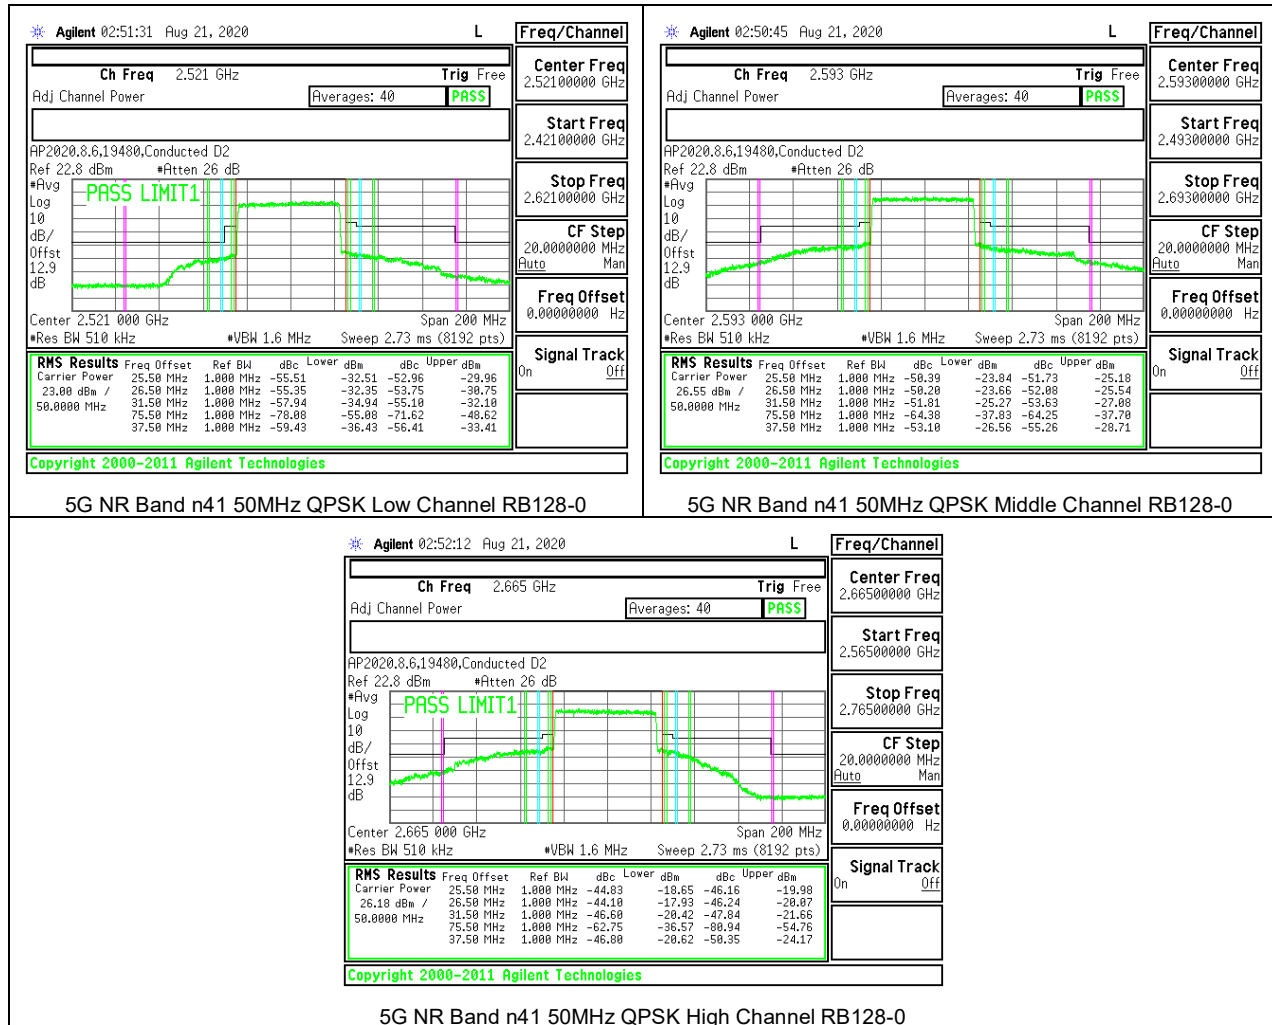 Agilent 02:51:31 Aug 21, 2020 L
Freq/Channel
Ch Freq 2.521 GHz Trig Free
Adj Channel Power Averages: 40 PASS
AP2020.8.6,19480,Conducted D2
Ref 22.8 dBm #Atten 26 dB
#Avg
Log
10
dB/
Offst
12.9
dB
PASS LIMIT1
Center 2.521 000 GHz Span 200 MHz
#Res BW 510 kHz #VBW 1.6 MHz Sweep 2.73 ms (8192 pts)
RMS Results Freq Offset Ref BW dBc Lower dBm dBc Upper dBm
Carrier Power 25.50 MHz 1.000 MHz -55.51 -32.51 -52.96 -29.96
23.00 dBm / 26.50 MHz 1.000 MHz -55.35 -32.35 -53.75 -30.75
50.0000 MHz 31.50 MHz 1.000 MHz -57.94 -34.94 -55.10 -32.10
75.50 MHz 1.000 MHz -78.08 -55.08 -71.62 -48.62
37.50 MHz 1.000 MHz -59.43 -36.43 -56.41 -33.41
Copyright 2000-2011 Agilent Technologies
Center Freq
2.52100000 GHz
Start Freq
2.42100000 GHz
Stop Freq
2.62100000 GHz
CF Step
20.0000000 MHz
Auto Man
Freq Offset
0.00000000 Hz
Signal Track
On Off
5G NR Band n41 50MHz QPSK Low Channel RB128-0
Agilent 02:50:45 Aug 21, 2020 L
Freq/Channel
Ch Freq 2.593 GHz Trig Free
Adj Channel Power Averages: 40 PASS
AP2020.8.6,19480,Conducted D2
Ref 22.8 dBm #Atten 26 dB
#Avg
Log
10
dB/
Offst
12.9
dB
Center 2.593 000 GHz Span 200 MHz
#Res BW 510 kHz #VBW 1.6 MHz Sweep 2.73 ms (8192 pts)
RMS Results Freq Offset Ref BW dBc Lower dBm dBc Upper dBm
Carrier Power 25.50 MHz 1.000 MHz -50.39 -23.84 -51.73 -25.18
26.55 dBm / 26.50 MHz 1.000 MHz -50.20 -23.66 -52.08 -25.54
50.0000 MHz 31.50 MHz 1.000 MHz -51.81 -25.27 -53.63 -27.08
75.50 MHz 1.000 MHz -64.38 -37.83 -64.25 -37.70
37.50 MHz 1.000 MHz -53.10 -26.56 -55.26 -28.71
Copyright 2000-2011 Agilent Technologies
Center Freq
2.59300000 GHz
Start Freq
2.49300000 GHz
Stop Freq
2.69300000 GHz
CF Step
20.0000000 MHz
Auto Man
Freq Offset
0.00000000 Hz
Signal Track
On Off
5G NR Band n41 50MHz QPSK Middle Channel RB128-0
Agilent 02:52:12 Aug 21, 2020 L
Freq/Channel
Ch Freq 2.665 GHz Trig Free
Adj Channel Power Averages: 40 PASS
AP2020.8.6,19480,Conducted D2
Ref 22.8 dBm #Atten 26 dB
#Avg
Log
10
dB/
Offst
12.9
dB
PASS LIMIT1
Center 2.665 000 GHz Span 200 MHz
#Res BW 510 kHz #VBW 1.6 MHz Sweep 2.73 ms (8192 pts)
RMS Results Freq Offset Ref BW dBc Lower dBm dBc Upper dBm
Carrier Power 25.50 MHz 1.000 MHz -44.83 -18.65 -46.16 -19.98
26.18 dBm / 26.50 MHz 1.000 MHz -44.10 -17.93 -46.24 -20.07
50.0000 MHz 31.50 MHz 1.000 MHz -46.60 -20.42 -47.84 -21.66
75.50 MHz 1.000 MHz -62.75 -36.57 -80.94 -54.76
37.50 MHz 1.000 MHz -46.80 -20.62 -50.35 -24.17
Copyright 2000-2011 Agilent Technologies
Center Freq
2.66500000 GHz
Start Freq
2.56500000 GHz
Stop Freq
2.76500000 GHz
CF Step
20.0000000 MHz
Auto Man
Freq Offset
0.00000000 Hz
Signal Track
On Off
5G NR Band n41 50MHz QPSK High Channel RB128-0